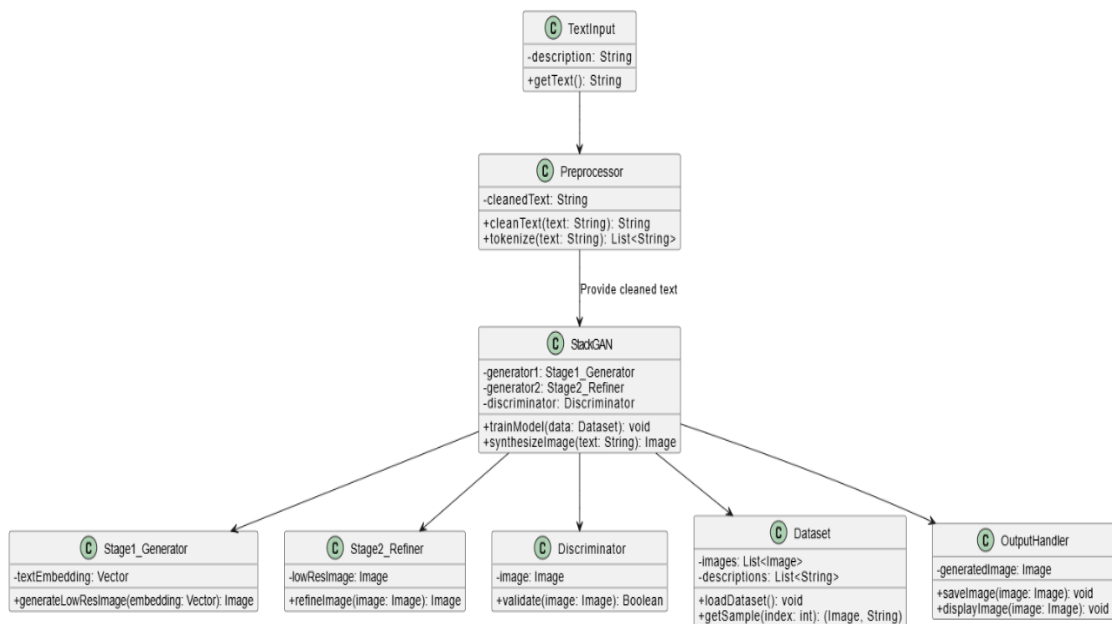 C TextInput
-description: String
+getText(): String
C Preprocessor
-cleanedText: String
+cleanText(text: String): String
+tokenize(text: String): List<String>
Provide cleaned text
C StackGAN
-generator1: Stage1_Generator
-generator2: Stage2_Refiner
-discriminator: Discriminator
+trainModel(data: Dataset): void
+synthesizeImage(text: String): Image
C Stage1_Generator
-textEmbedding: Vector
+generateLowResImage(embedding: Vector): Image
C Stage2_Refiner
-lowResImage: Image
+refineImage(image: Image): Image
C Discriminator
-image: Image
+validate(image: Image): Boolean
C Dataset
-images: List<Image>
-descriptions: List<String>
+loadDataset(): void
+getSample(index: int): (Image, String)
C OutputHandler
-generatedImage: Image
+saveImage(image: Image): void
+displayImage(image: Image): void